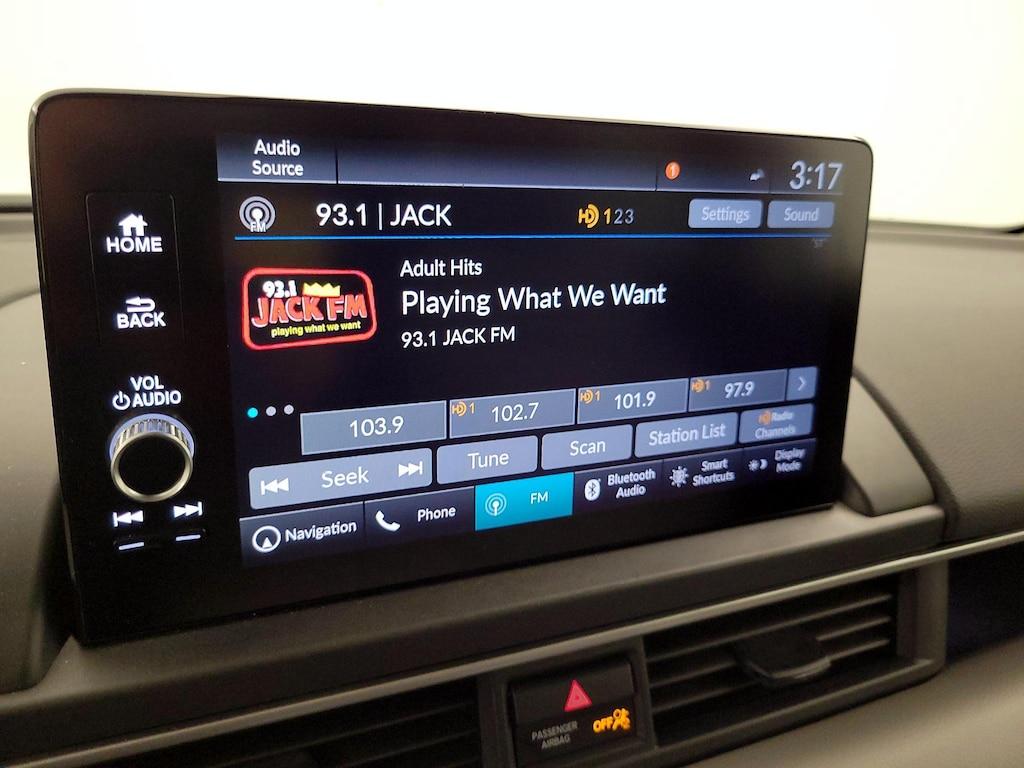 Audio
Source
1
3:17
FM
93.1 | JACK
HD 123
Settings
Sound
HOME
93.1
JACK FM
playing what we want
Adult Hits
Playing What We Want
93.1 JACK FM
BACK
VOL
AUDIO
103.9
HD 1 102.7
HD 1 101.9
HD 1 97.9
Seek
Tune
Scan
Station List
HD Radio
Channels
Navigation
Phone
FM
Bluetooth
Audio
Smart
Shortcuts
Display
Mode
PASSENGER
AIRBAG
OFF